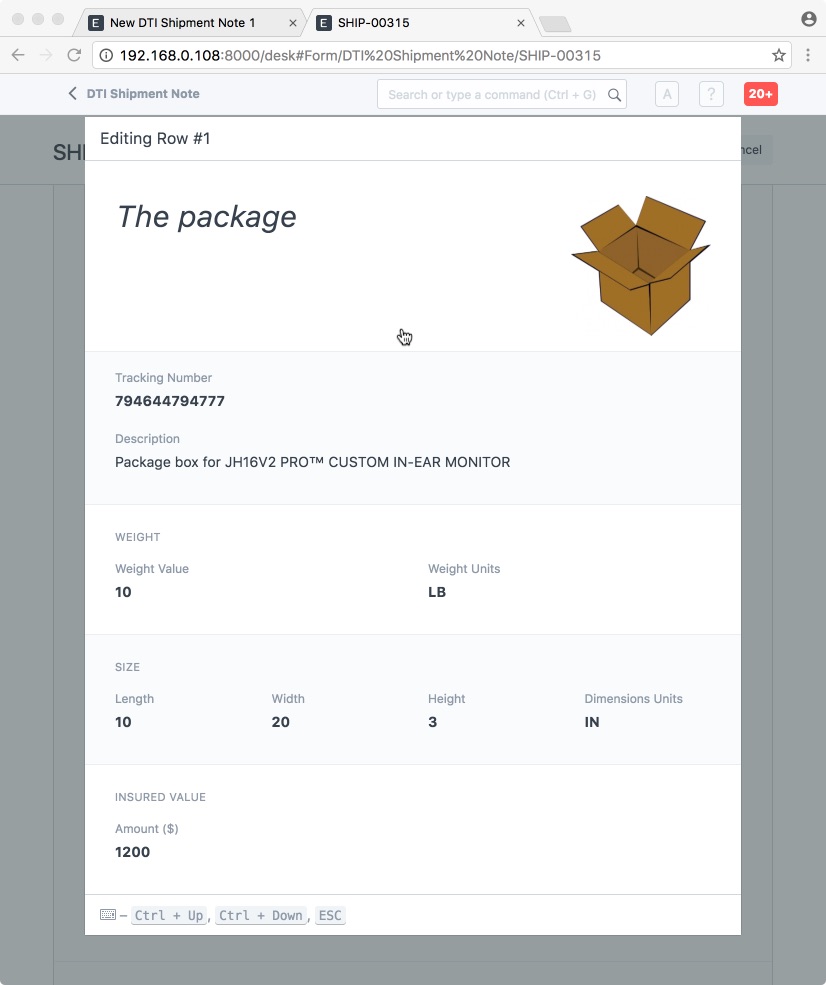 E New DTI Shipment Note 1 ×
E SHIP-00315 ×
192.168.0.108:8000/desk#Form/DTI%20Shipment%20Note/SHIP-00315
DTI Shipment Note
Search or type a command (Ctrl + G)
A
?
20+
SHI
ncel
Editing Row #1
The package
Tracking Number
794644794777
Description
Package box for JH16V2 PRO™ CUSTOM IN-EAR MONITOR
WEIGHT
Weight Value Weight Units
10 LB
SIZE
Length Width Height Dimensions Units
10 20 3 IN
INSURED VALUE
Amount ($)
1200
– Ctrl + Up, Ctrl + Down, ESC